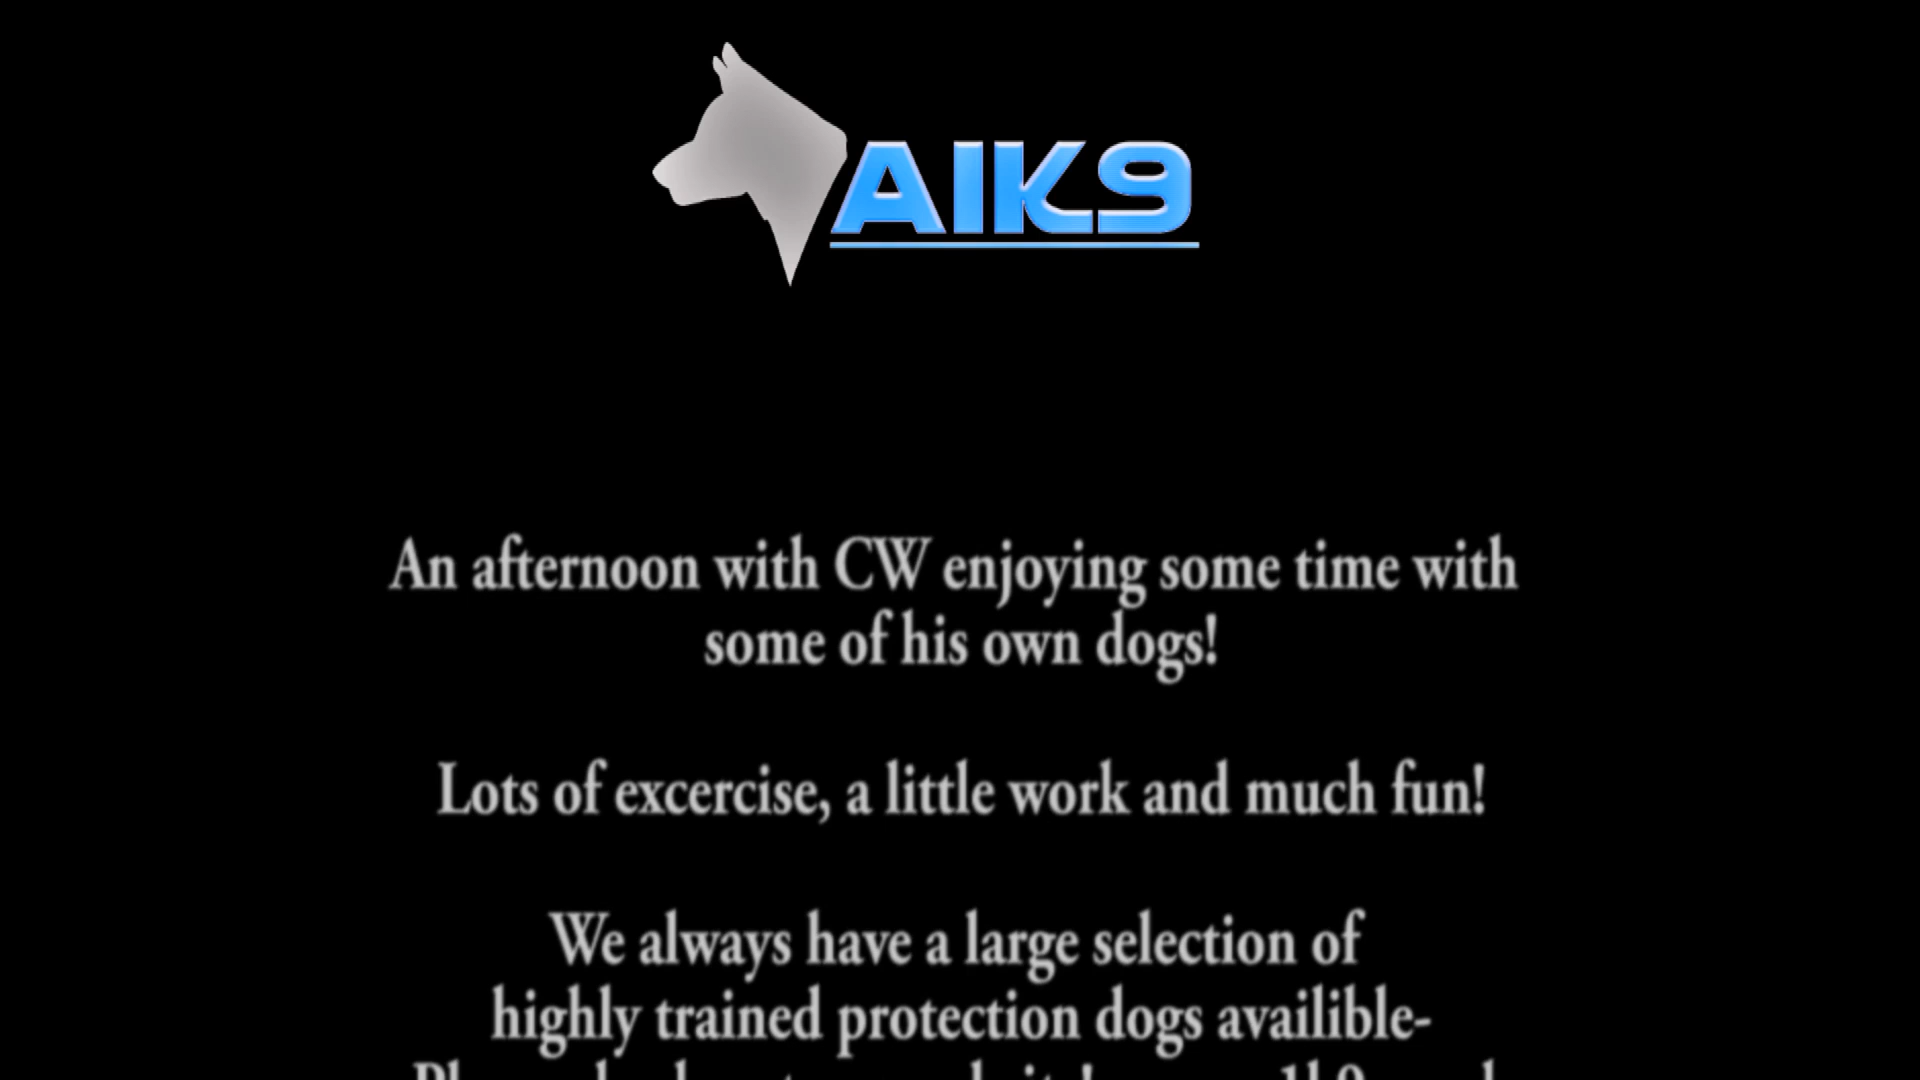 AIK9
An afternoon with CW enjoying some time with
some of his own dogs!
Lots of excercise, a little work and much fun!
We always have a large selection of
highly trained protection dogs availible-